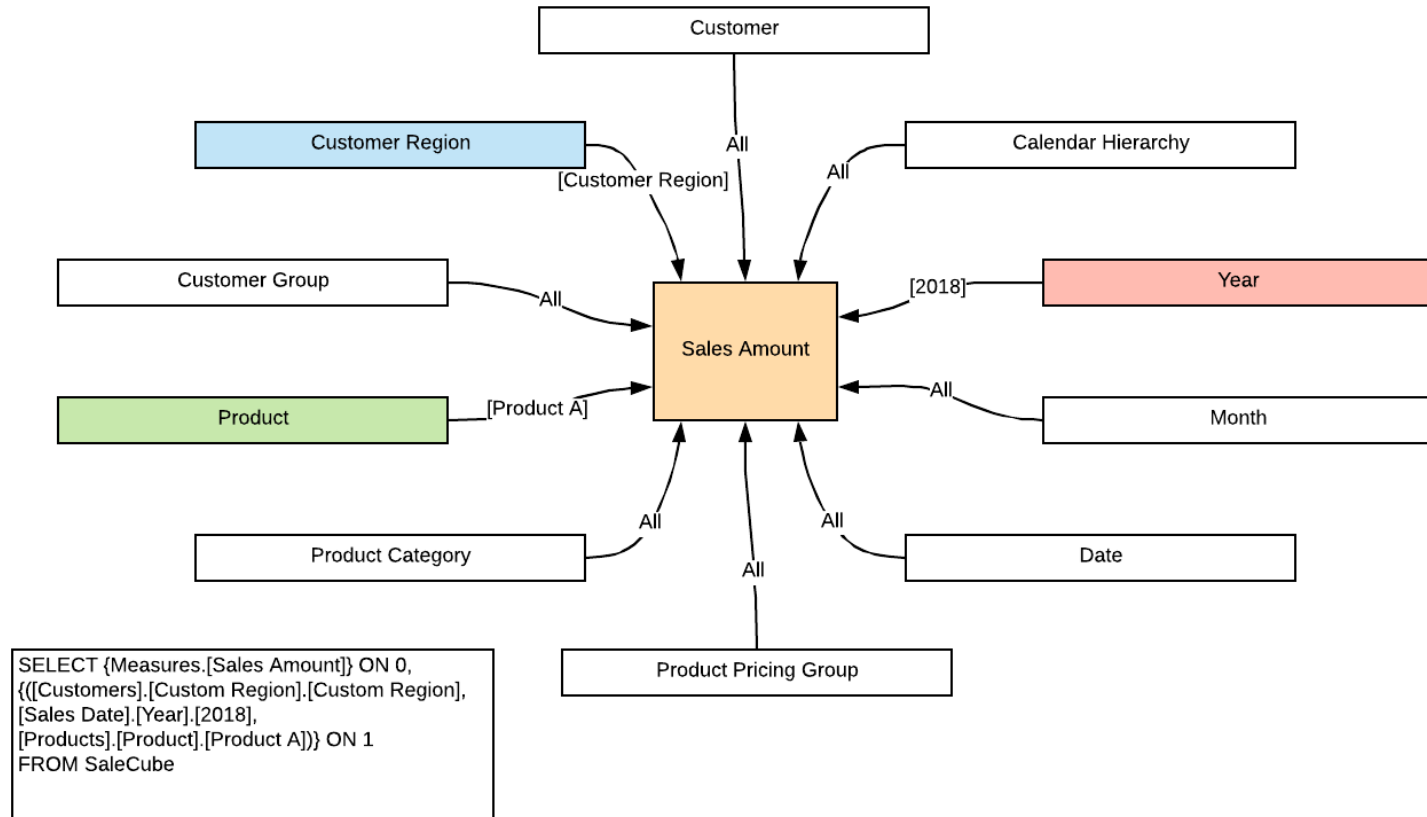 Customer
All
Customer Region
[Customer Region]
Calendar Hierarchy
All
Customer Group
All
Year
[2018]
Sales Amount
Product
[Product A]
Month
All
Product Category
All
Date
All
Product Pricing Group
All
SELECT {Measures.[Sales Amount]} ON 0,
{([Customers].[Custom Region].[Custom Region],
[Sales Date].[Year].[2018],
[Products].[Product].[Product A])} ON 1
FROM SaleCube